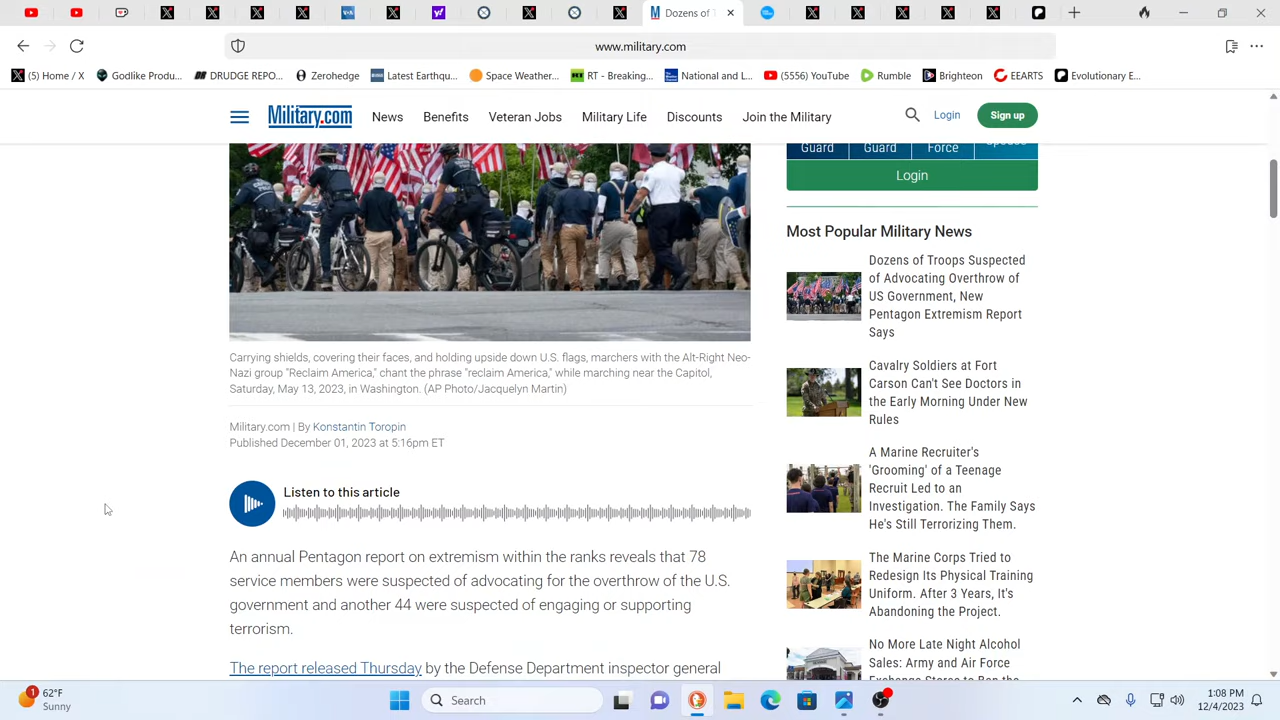 Dozens of T
www.military.com
(5) Home / X
Godlike Produ...
DRUDGE REPO...
Zerohedge
Latest Earthqu...
Space Weather...
RT - Breaking...
National and L...
(5556) YouTube
Rumble
Brighteon
EEARTS
Evolutionary E...
Military.com
News
Benefits
Veteran Jobs
Military Life
Discounts
Join the Military
Login
Sign up
Guard
Guard
Force
Spouse
Login
Carrying shields, covering their faces, and holding upside down U.S. flags, marchers with the Alt-Right Neo-
Nazi group "Reclaim America," chant the phrase "reclaim America," while marching near the Capitol,
Saturday, May 13, 2023, in Washington. (AP Photo/Jacquelyn Martin)
Military.com | By Konstantin Toropin
Published December 01, 2023 at 5:16pm ET
Listen to this article
An annual Pentagon report on extremism within the ranks reveals that 78
service members were suspected of advocating for the overthrow of the U.S.
government and another 44 were suspected of engaging or supporting
terrorism.
The report released Thursday by the Defense Department inspector general
Most Popular Military News
Dozens of Troops Suspected
of Advocating Overthrow of
US Government, New
Pentagon Extremism Report
Says
Cavalry Soldiers at Fort
Carson Can't See Doctors in
the Early Morning Under New
Rules
A Marine Recruiter's
'Grooming' of a Teenage
Recruit Led to an
Investigation. The Family Says
He's Still Terrorizing Them.
The Marine Corps Tried to
Redesign Its Physical Training
Uniform. After 3 Years, It's
Abandoning the Project.
No More Late Night Alcohol
Sales: Army and Air Force
Exchange Stores to Ban the
1
62°F
Sunny
Search
1:08 PM
12/4/2023